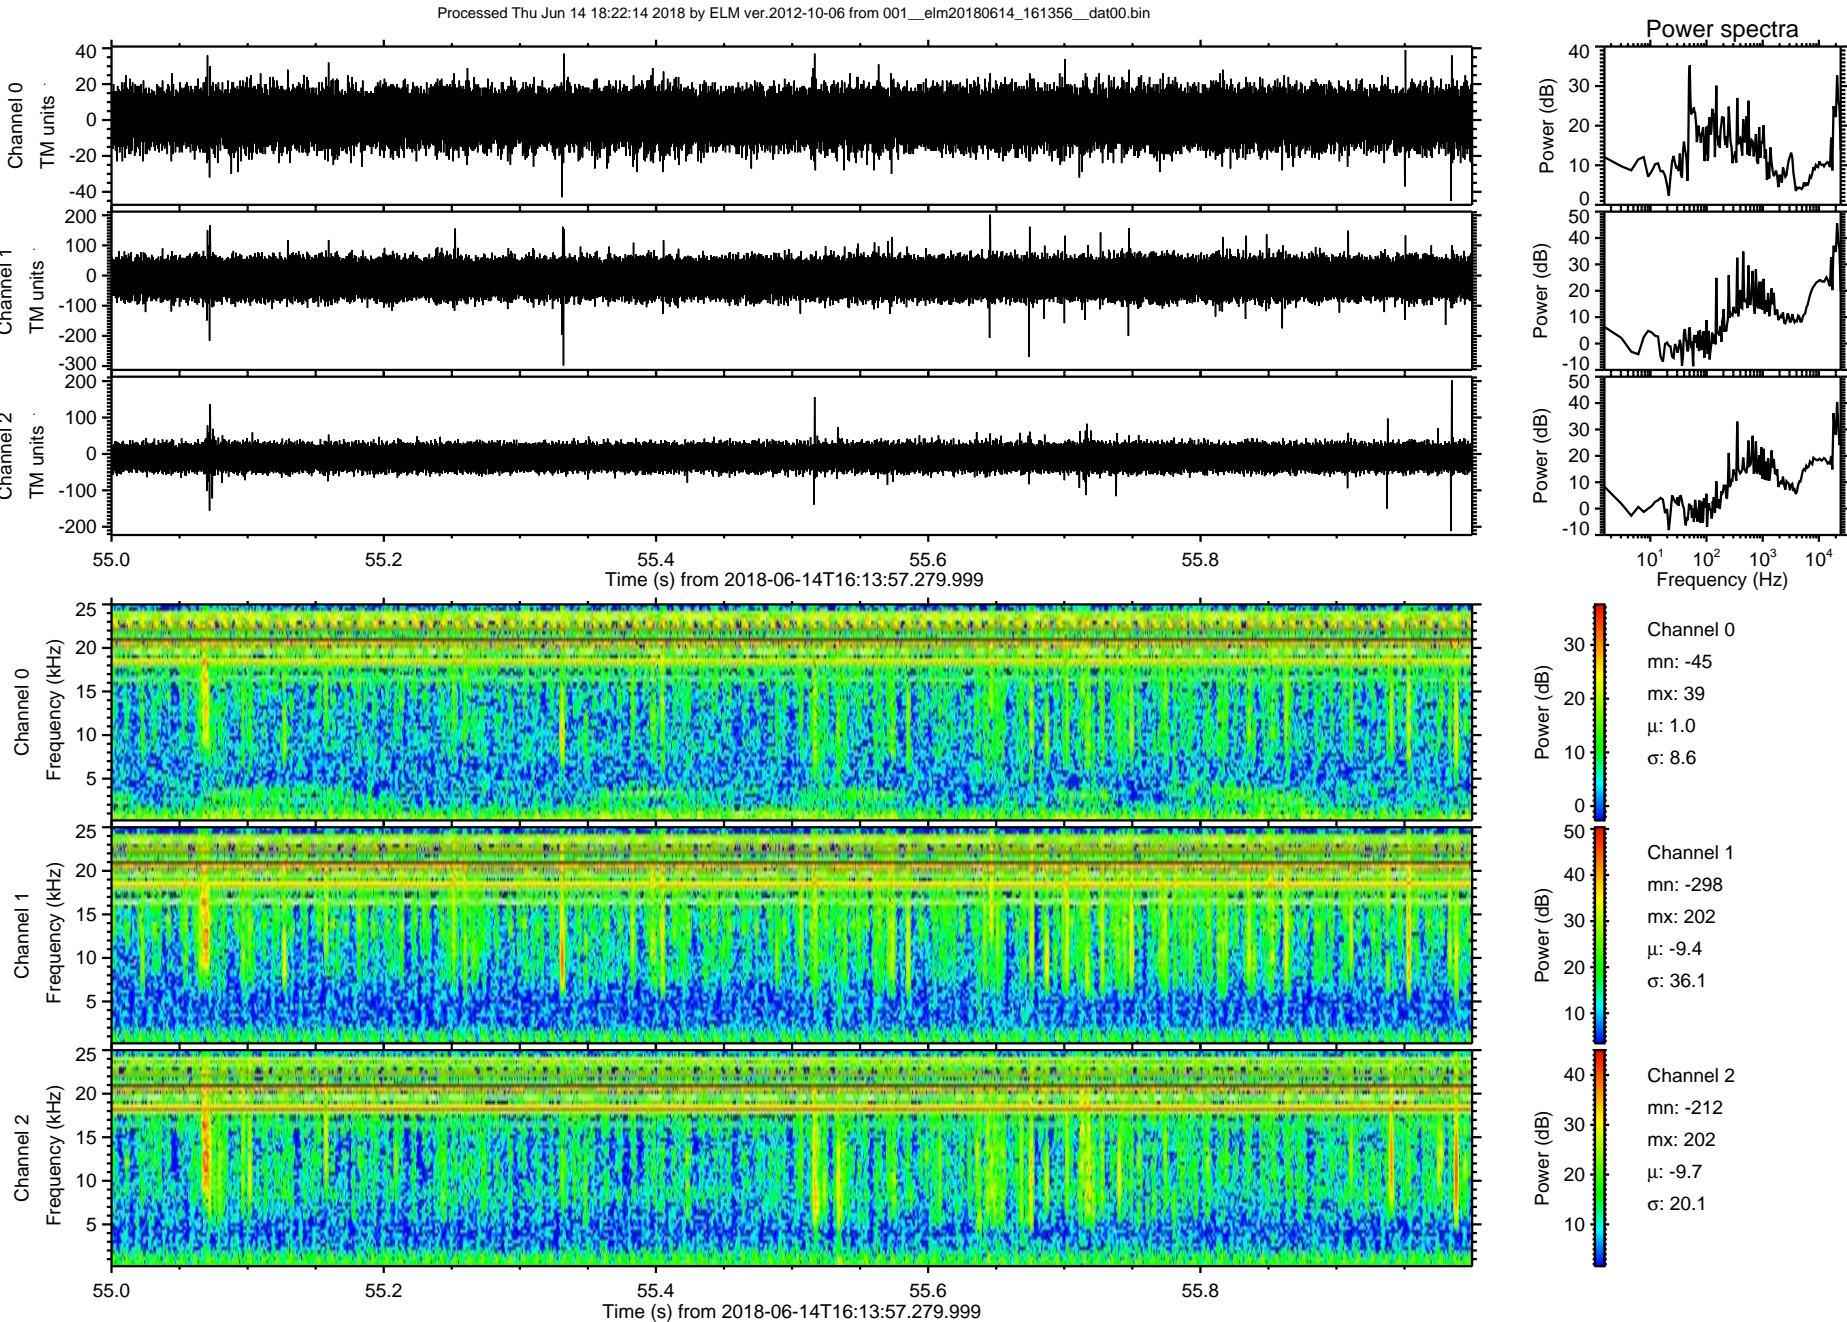 Processed Thu Jun 14 18:22:14 2018 by ELM ver.2012-10-06 from 001__elm20180614_161356__dat00.bin
Power spectra
Channel 0
TM units
40
20
0
-20
-40
Power (dB)
40
30
20
10
0
Channel 1
TM units
200
100
0
-100
-200
-300
Power (dB)
50
40
30
20
10
0
-10
Channel 2
TM units
200
100
0
-100
-200
Power (dB)
50
40
30
20
10
0
-10
55.0 55.2 55.4 55.6 55.8
Time (s) from 2018-06-14T16:13:57.279.999
10^1 10^2 10^3 10^4
Frequency (Hz)
Channel 0
Frequency (kHz)
25
20
15
10
5
Power (dB)
30
20
10
0
Channel 0
mn: -45
mx: 39
µ: 1.0
σ: 8.6
Channel 1
Frequency (kHz)
25
20
15
10
5
Power (dB)
50
40
30
20
10
Channel 1
mn: -298
mx: 202
µ: -9.4
σ: 36.1
Channel 2
Frequency (kHz)
25
20
15
10
5
Power (dB)
40
30
20
10
Channel 2
mn: -212
mx: 202
µ: -9.7
σ: 20.1
55.0 55.2 55.4 55.6 55.8
Time (s) from 2018-06-14T16:13:57.279.999